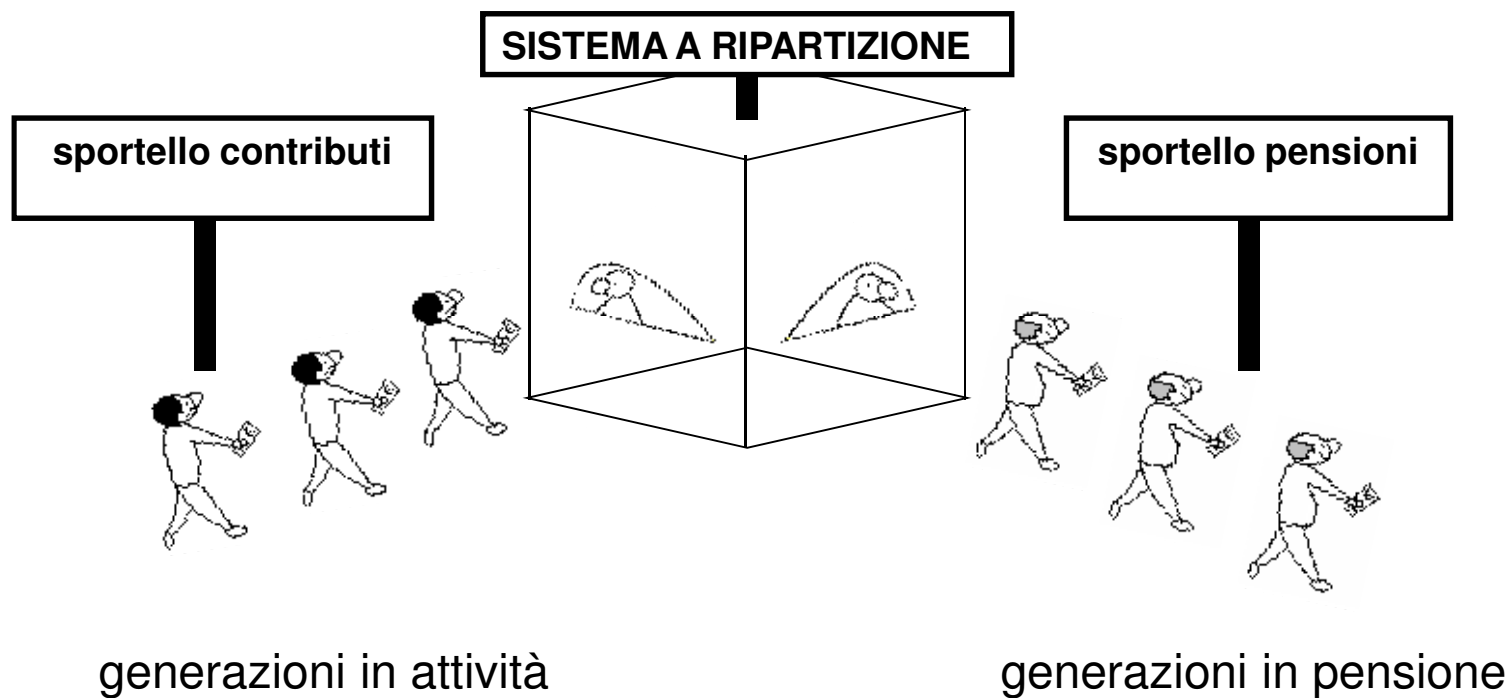 SISTEMA A RIPARTIZIONE
sportello contributi
sportello pensioni
generazioni in attività
generazioni in pensione